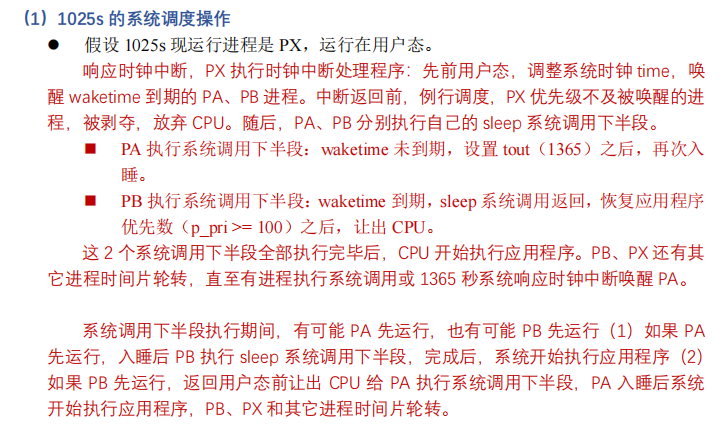 （1）1025s 的系统调度操作
● 假设 1025s 现运行进程是 PX，运行在用户态。
响应时钟中断，PX 执行时钟中断处理程序：先前用户态，调整系统时钟 time，唤
醒 waketime 到期的 PA、PB 进程。中断返回前，例行调度，PX 优先级不及被唤醒的进
程，被剥夺，放弃 CPU。随后，PA、PB 分别执行自己的 sleep 系统调用下半段。
■ PA 执行系统调用下半段：waketime 未到期，设置 tout（1365）之后，再次入
睡。
■ PB 执行系统调用下半段：waketime 到期，sleep 系统调用返回，恢复应用程序
优先数（p_pri >= 100）之后，让出 CPU。
这 2 个系统调用下半段全部执行完毕后，CPU 开始执行应用程序。PB、PX 还有其
它进程时间片轮转，直至有进程执行系统调用或 1365 秒系统响应时钟中断唤醒 PA。
系统调用下半段执行期间，有可能 PA 先运行，也有可能 PB 先运行（1）如果 PA
先运行，入睡后 PB 执行 sleep 系统调用下半段，完成后，系统开始执行应用程序（2）
如果 PB 先运行，返回用户态前让出 CPU 给 PA 执行系统调用下半段，PA 入睡后系统
开始执行应用程序，PB、PX 和其它进程时间片轮转。